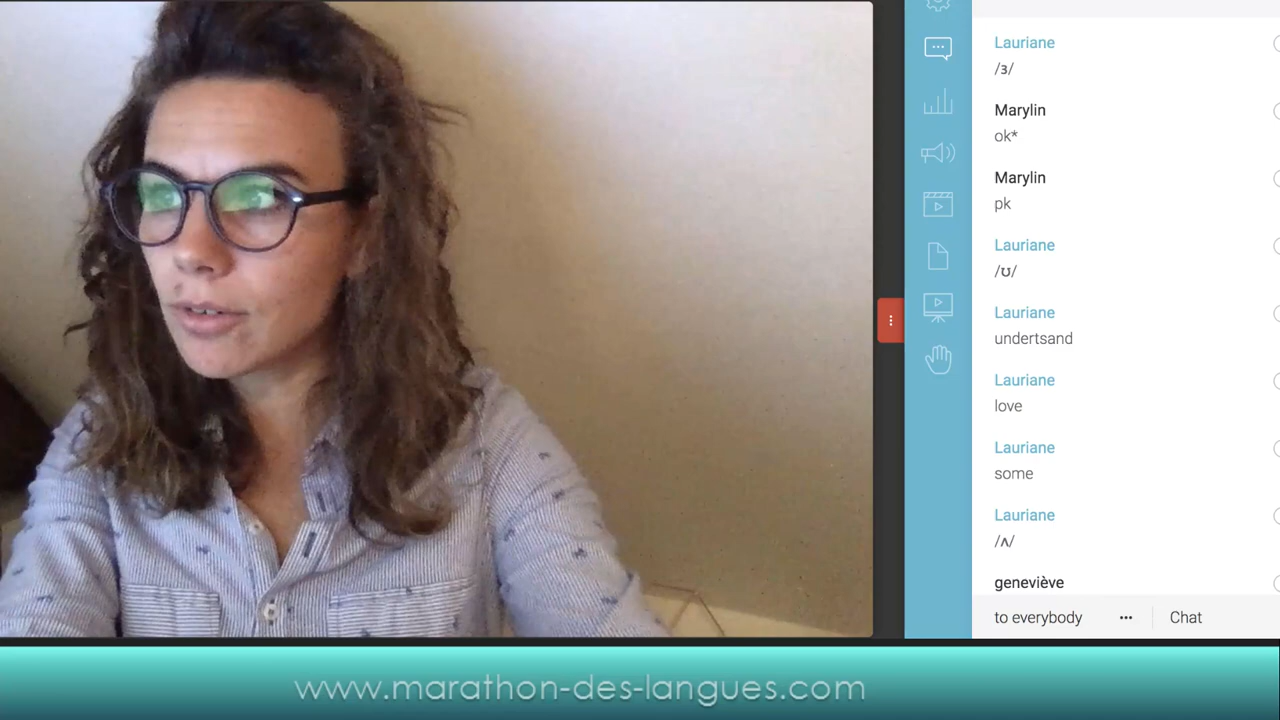 Lauriane
/ɜ/
Marylin
ok*
Marylin
pk
Lauriane
/ʊ/
Lauriane
undertsand
Lauriane
love
Lauriane
some
Lauriane
/ʌ/
geneviève
to everybody
Chat
www.marathon-des-langues.com